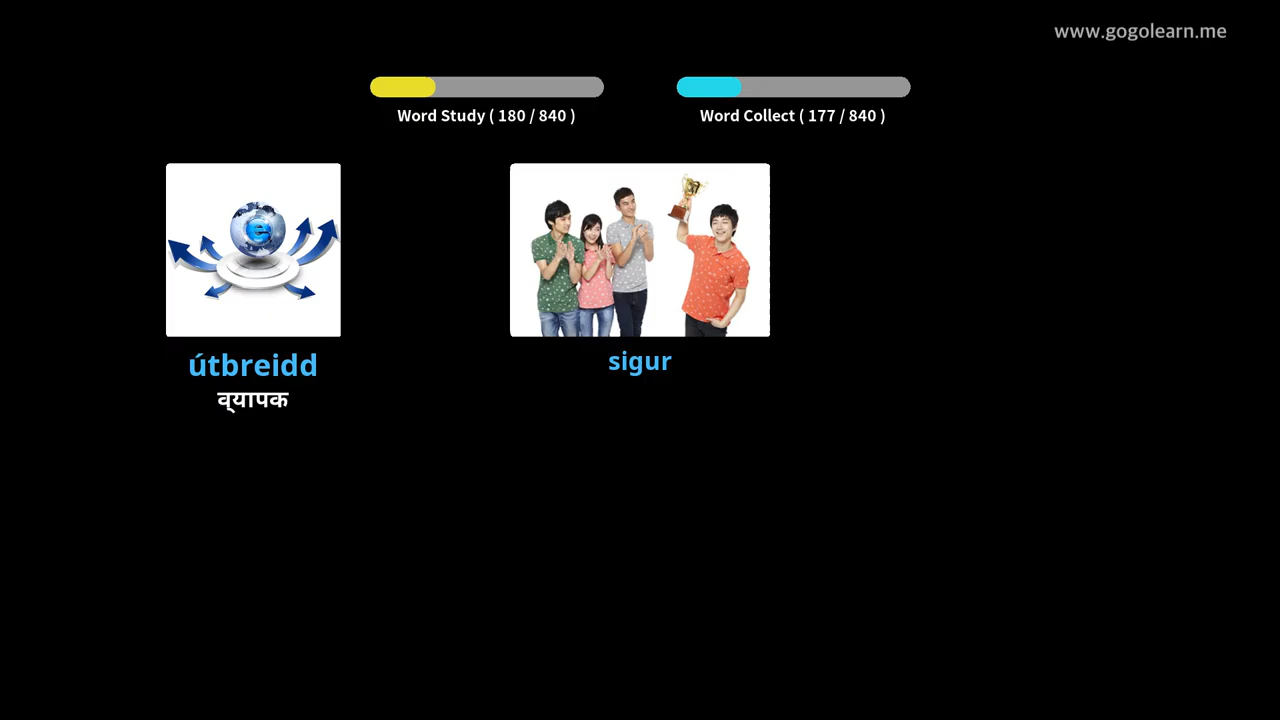 www.gogolearn.me
Word Study ( 180 / 840 )
Word Collect ( 177 / 840 )
e
útbreidd
व्यापक
sigur